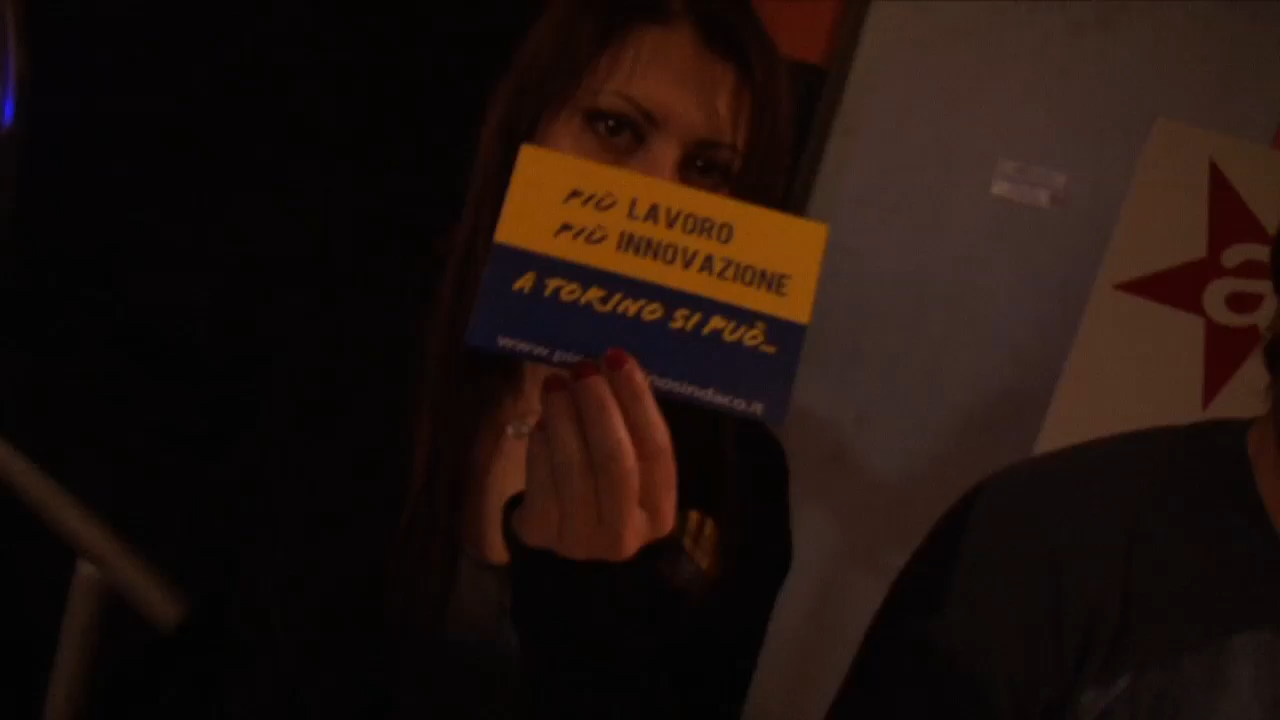 PIÙ LAVORO
PIÙ INNOVAZIONE
A TORINO SI PUÒ...
a